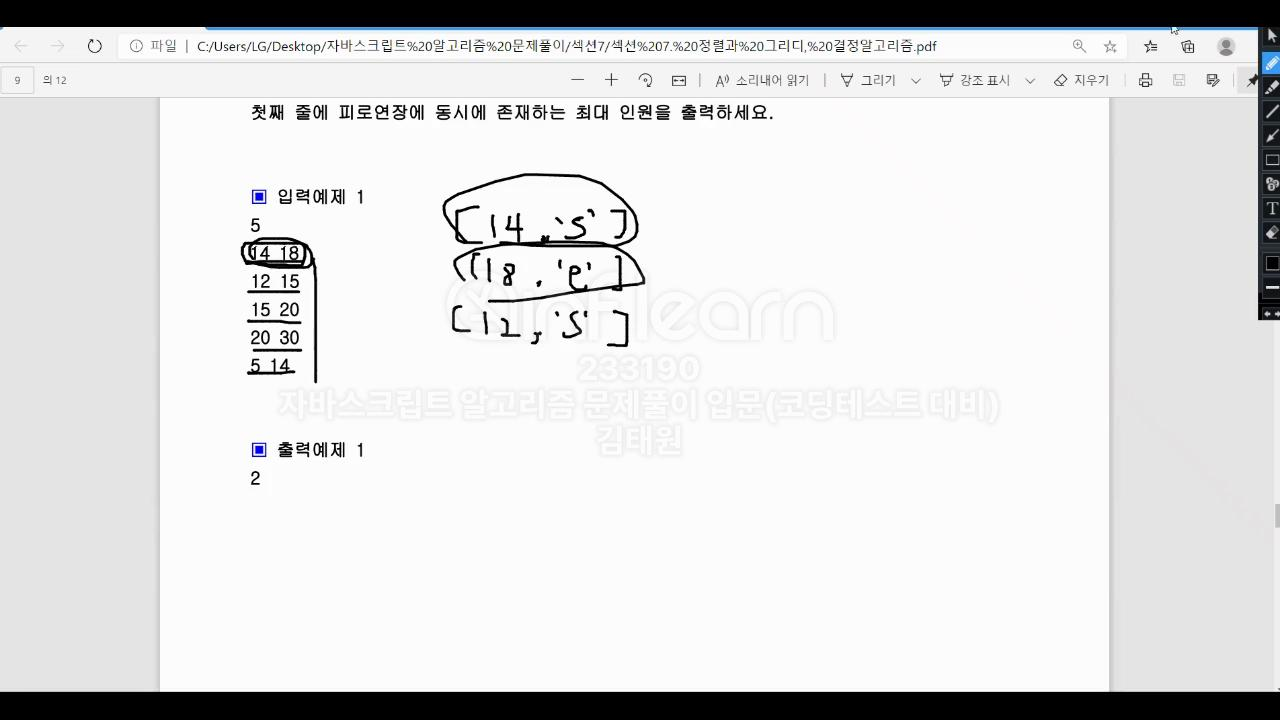 파일 C:/Users/LG/Desktop/자바스크립트%20알고리즘%20문제풀이/섹션7/섹션%207.%20정렬과%20그리디,%20결정알고리즘.pdf
9 의 12 소리내어 읽기 그리기 강조 표시 지우기
첫째 줄에 피로연장에 동시에 존재하는 최대 인원을 출력하세요.
▣ 입력예제 1
5
14 18
12 15
15 20
20 30
5 14
[14, 's']
[18, 'e']
[12, 's']
inflearn
233190
자바스크립트 알고리즘 문제풀이 입문(코딩테스트 대비)
김태원
▣ 출력예제 1
2